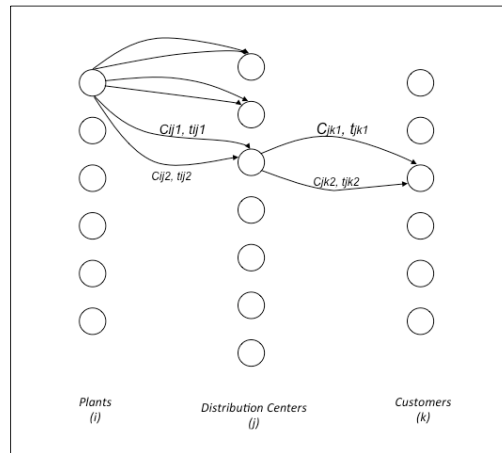 Cij1, tij1
Cjk1, tjk1
Cij2, tij2
Cjk2, tjk2
Plants
(i)
Distribution Centers
(j)
Customers
(k)